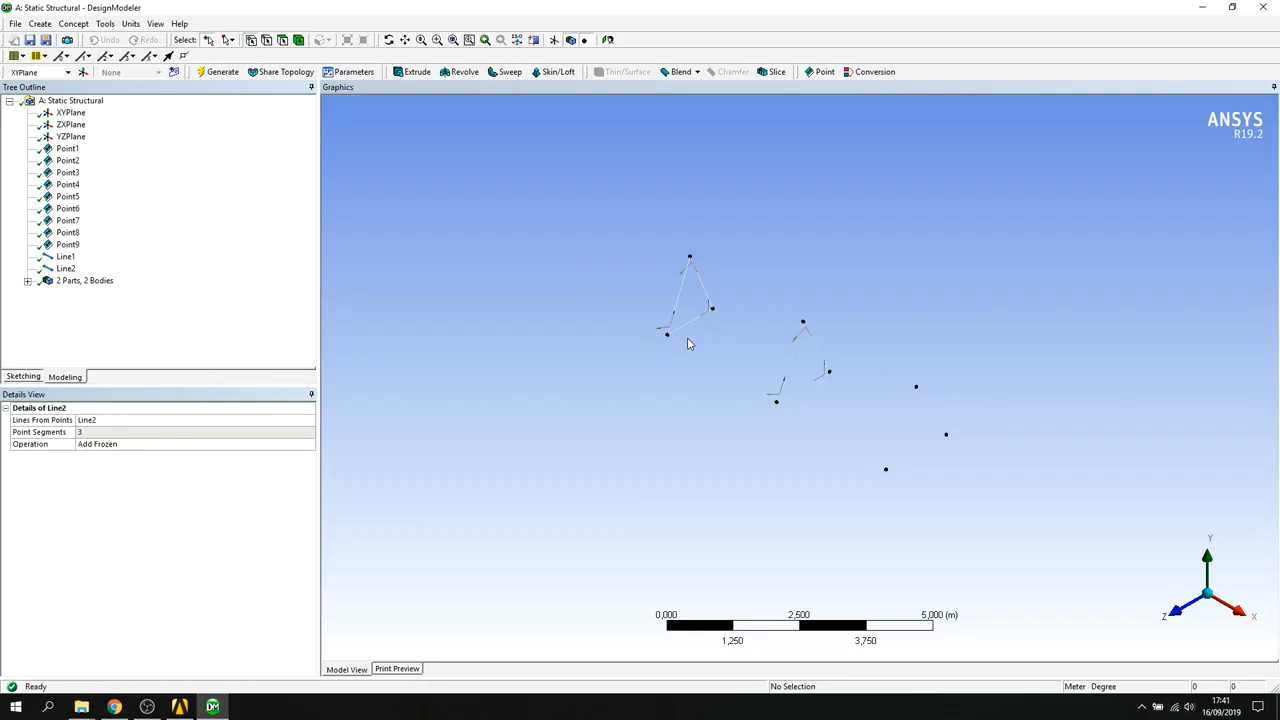 A: Static Structural - DesignModeler
File Create Concept Tools Units View Help
Undo Redo Select:
XYPlane None Generate Share Topology Parameters Extrude Revolve Sweep Skin/Loft Thin/Surface Blend Chamfer Slice Point Conversion
Tree Outline
Graphics
A: Static Structural
XYPlane
ZXPlane
YZPlane
Point1
Point2
Point3
Point4
Point5
Point6
Point7
Point8
Point9
Line1
Line2
2 Parts, 2 Bodies
ANSYS
R19.2
Sketching Modeling
Details View
Details of Line2
Lines From Points Line2
Point Segments 3
Operation Add Frozen
Y
Z
X
0,000 2,500 5,000 (m)
1,250 3,750
Model View Print Preview
Ready No Selection Meter Degree 0 0
17:41
16/09/2019